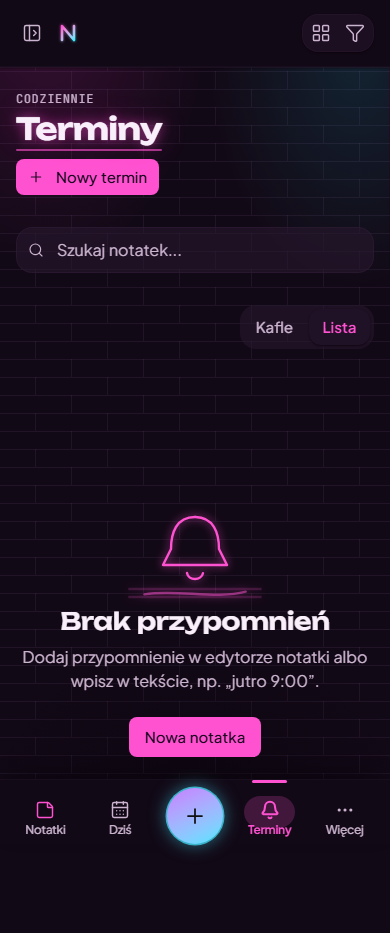 N
CODZIENNIE
Terminy
Nowy termin
Szukaj notatek...
Kafle Lista
Brak przypomnień
Dodaj przypomnienie w edytorze notatki albo
wpisz w tekście, np. „jutro 9:00”.
Nowa notatka
Notatki Dziś Terminy Więcej